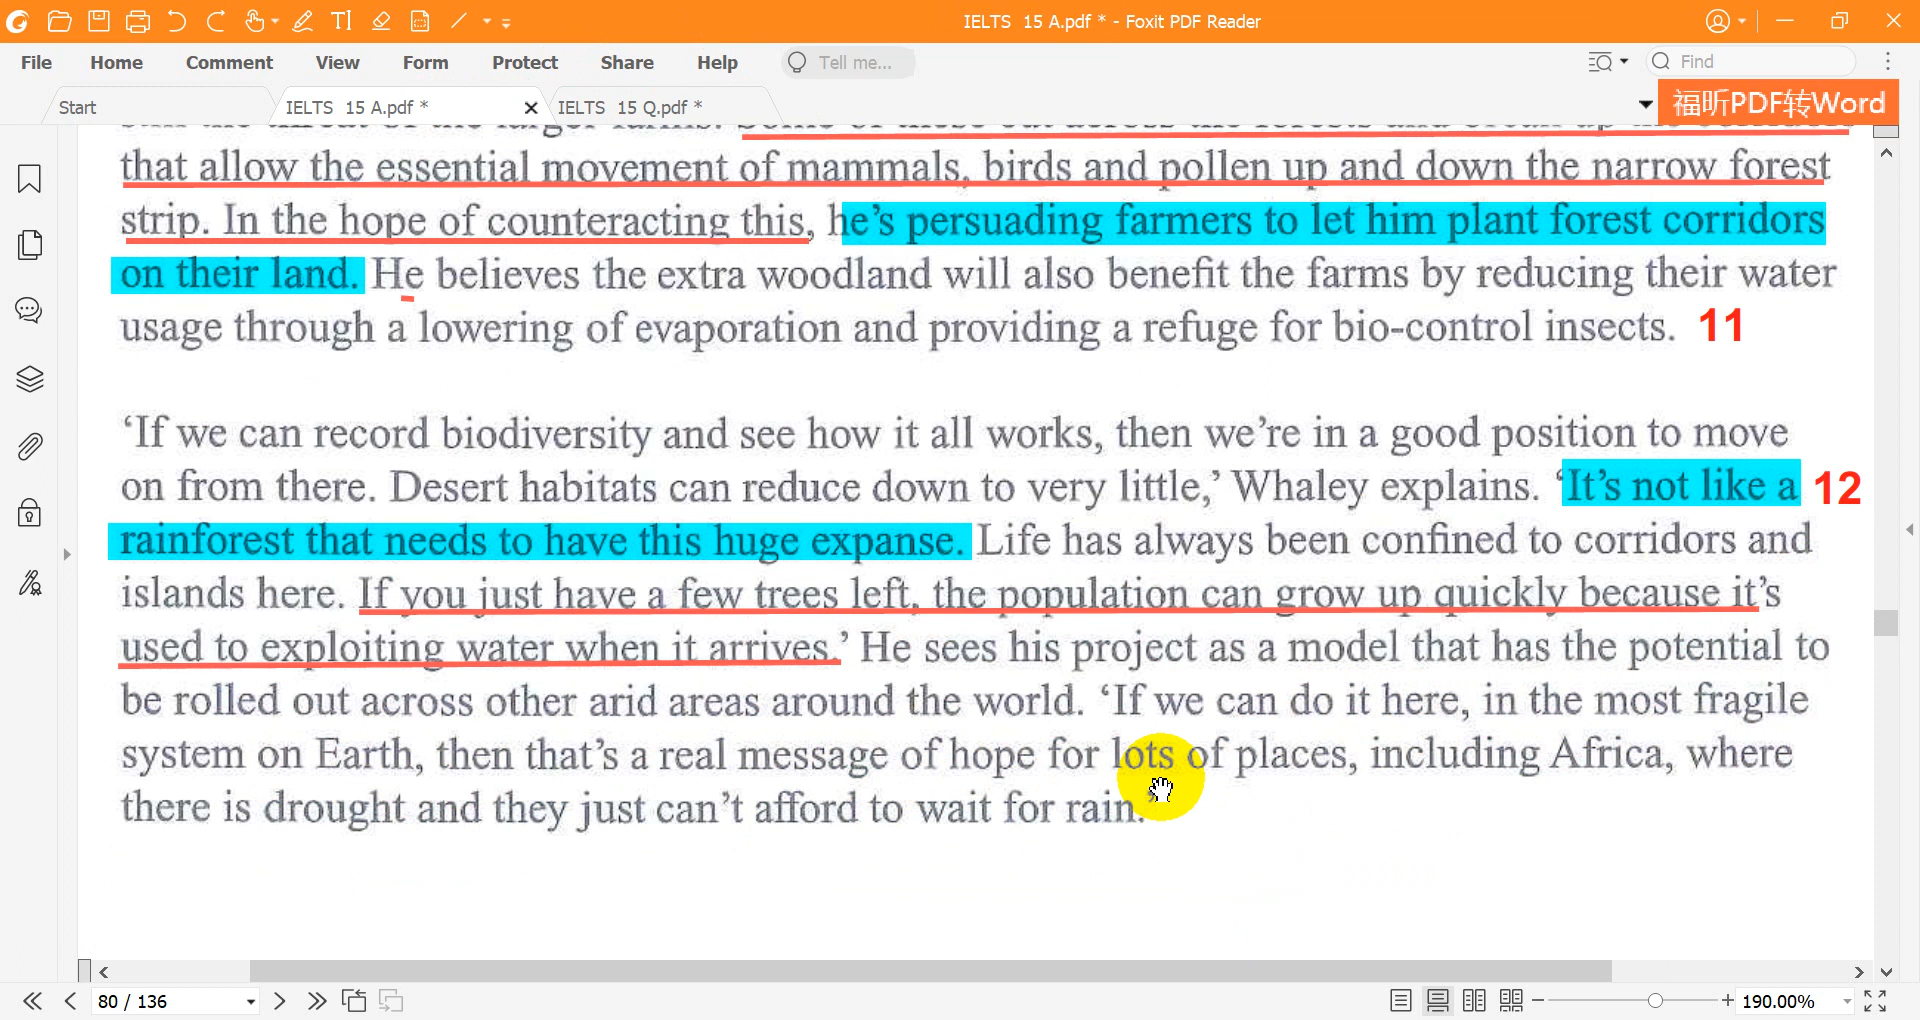 IELTS 15 A.pdf * - Foxit PDF Reader
File Home Comment View Form Protect Share Help Tell me... Find
Start IELTS 15 A.pdf * IELTS 15 Q.pdf * 福昕PDF转Word
that allow the essential movement of mammals, birds and pollen up and down the narrow forest
strip. In the hope of counteracting this, he’s persuading farmers to let him plant forest corridors
on their land. He believes the extra woodland will also benefit the farms by reducing their water
usage through a lowering of evaporation and providing a refuge for bio-control insects. 11
‘If we can record biodiversity and see how it all works, then we’re in a good position to move
on from there. Desert habitats can reduce down to very little,’ Whaley explains. ‘It’s not like a 12
rainforest that needs to have this huge expanse. Life has always been confined to corridors and
islands here. If you just have a few trees left, the population can grow up quickly because it’s
used to exploiting water when it arrives.’ He sees his project as a model that has the potential to
be rolled out across other arid areas around the world. ‘If we can do it here, in the most fragile
system on Earth, then that’s a real message of hope for lots of places, including Africa, where
there is drought and they just can’t afford to wait for rain.’
80 / 136 190.00%